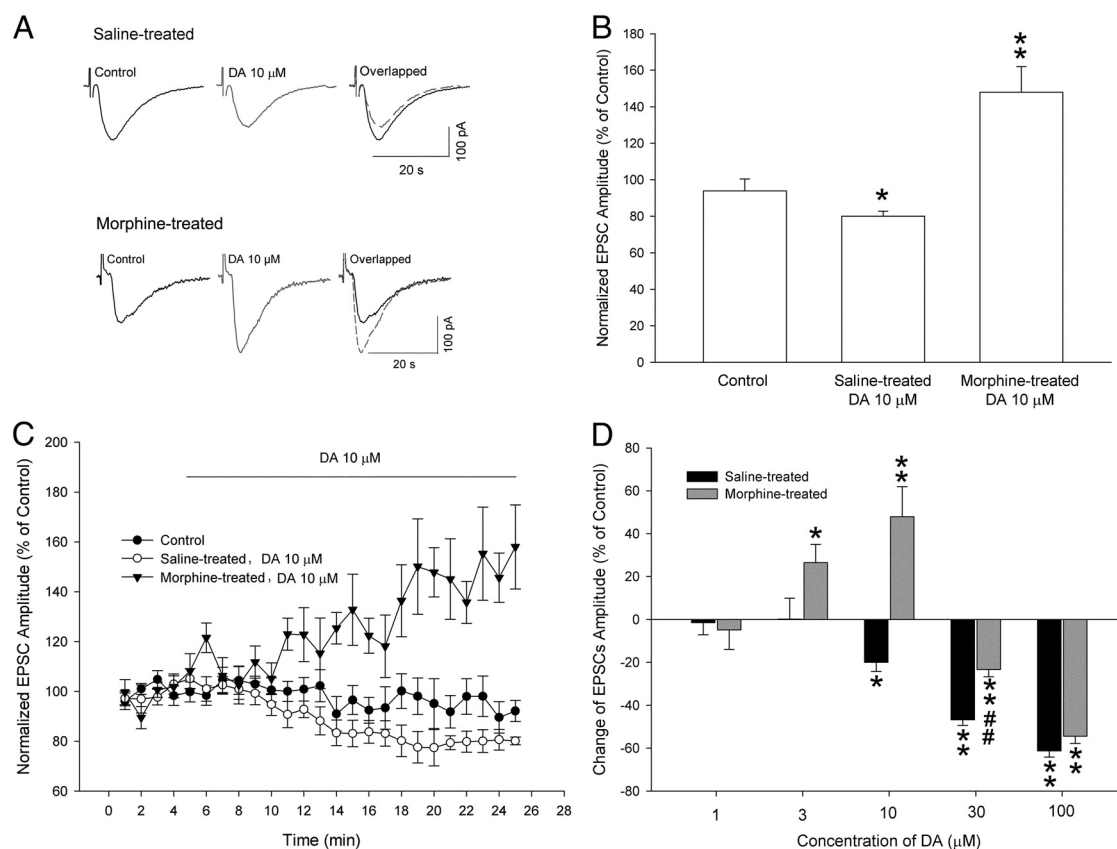 A
Saline-treated
Control
DA 10 μM
Overlapped
100 pA
20 s
Morphine-treated
Control
DA 10 μM
Overlapped
100 pA
20 s
B
Normalized EPSC Amplitude (% of Control)
180
160
140
120
100
80
60
40
20
0
*
*
*
Control
Saline-treated
DA 10 μM
Morphine-treated
DA 10 μM
C
Normalized EPSC Amplitude (% of Control)
200
180
160
140
120
100
80
60
DA 10 μM
Control
Saline-treated, DA 10 μM
Morphine-treated, DA 10 μM
0 2 4 6 8 10 12 14 16 18 20 22 24 26 28
Time (min)
D
Change of EPSCs Amplitude (% of Control)
80
60
40
20
0
-20
-40
-60
-80
Saline-treated
Morphine-treated
*
*
*
*
*
*
*
*
#
#
*
*
*
*
1 3 10 30 100
Concentration of DA (μM)